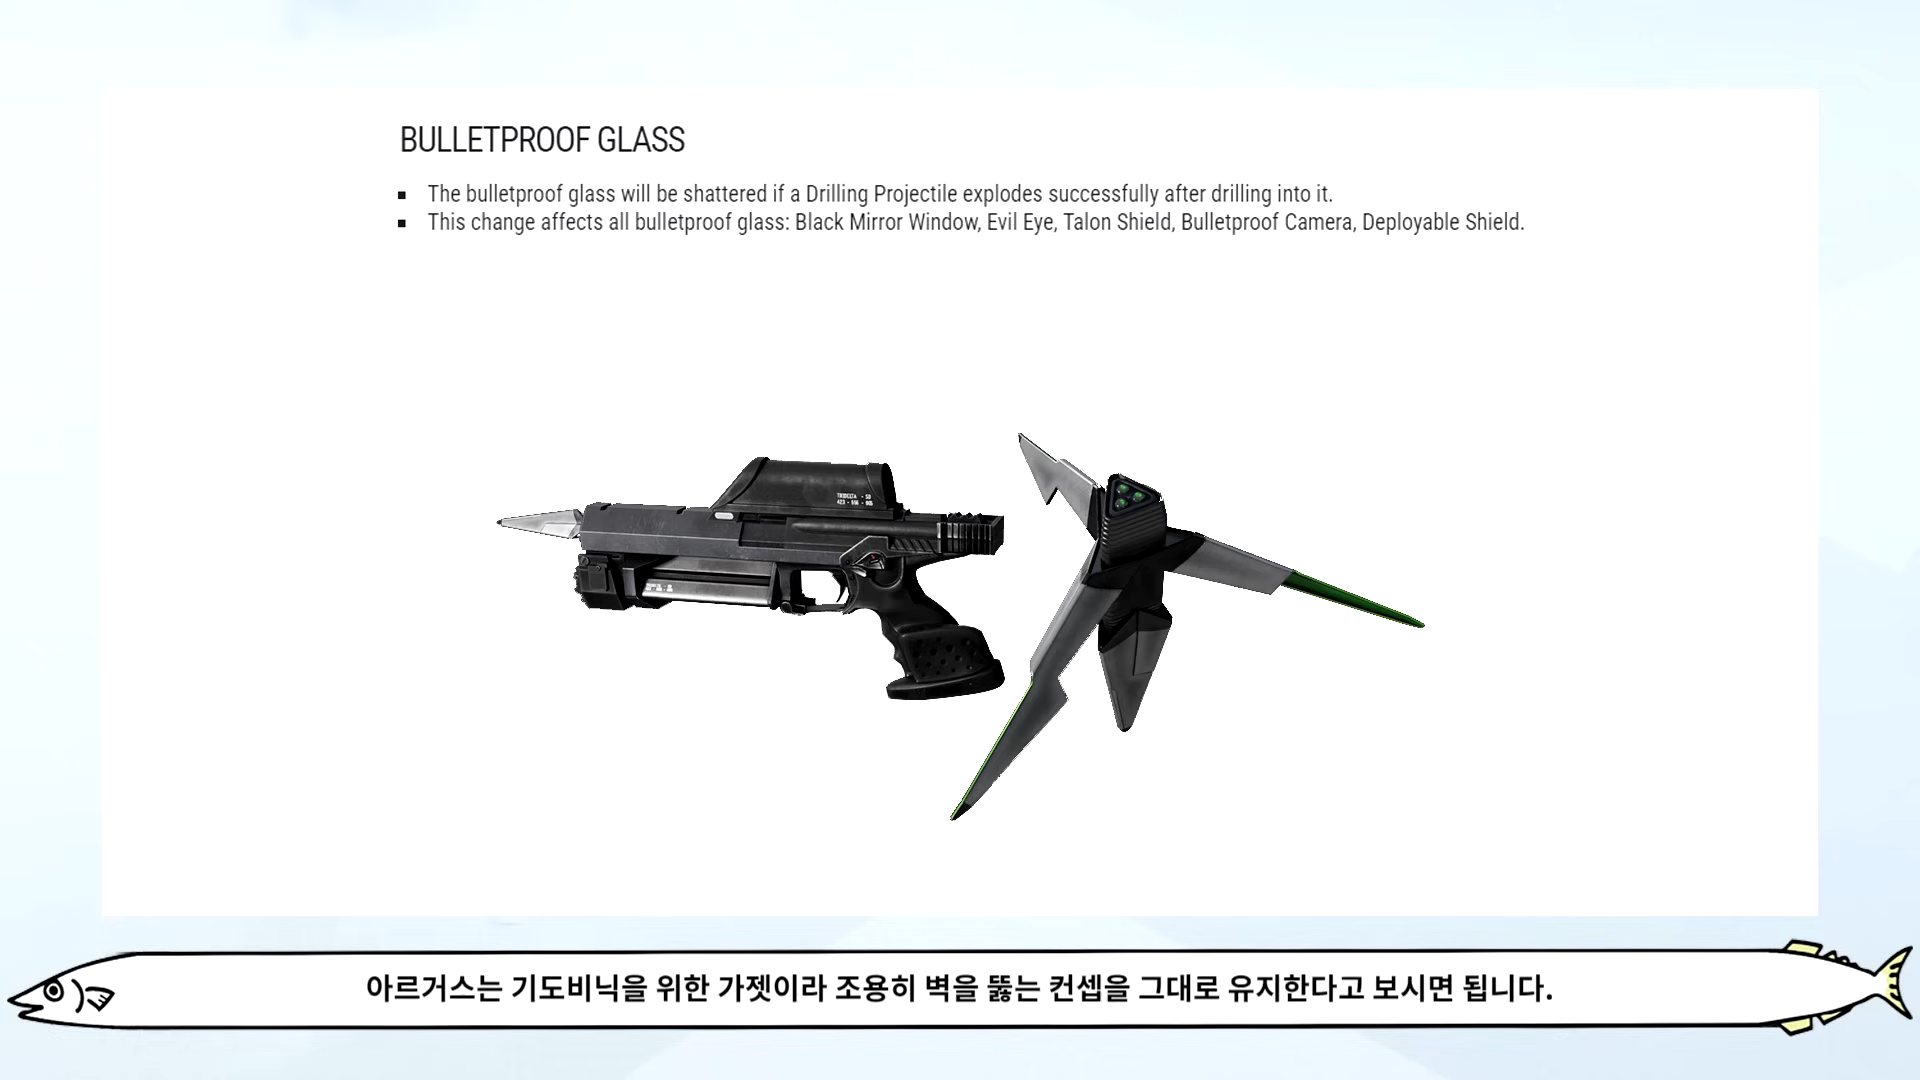 BULLETPROOF GLASS
▪ The bulletproof glass will be shattered if a Drilling Projectile explodes successfully after drilling into it.
▪ This change affects all bulletproof glass: Black Mirror Window, Evil Eye, Talon Shield, Bulletproof Camera, Deployable Shield.
아르거스는 기도비닉을 위한 가젯이라 조용히 벽을 뚫는 컨셉을 그대로 유지한다고 보시면 됩니다.